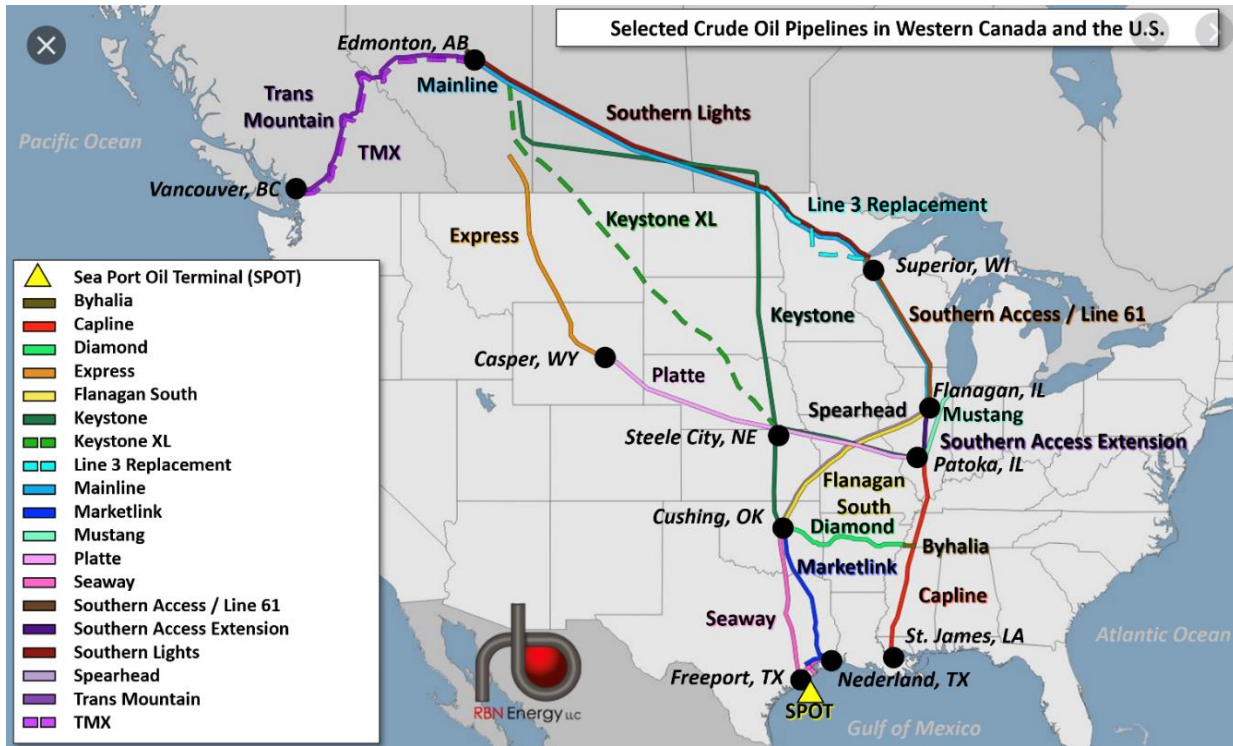 Selected Crude Oil Pipelines in Western Canada and the U.S.
Edmonton, AB
Mainline
Trans
Mountain
Southern Lights
Pacific Ocean
TMX
Vancouver, BC
Line 3 Replacement
Keystone XL
Express
Superior, WI
Southern Access / Line 61
Keystone
Casper, WY
Platte
Flanagan, IL
Spearhead
Mustang
Steele City, NE
Southern Access Extension
Patoka, IL
Flanagan
South
Cushing, OK
Diamond
Byhalia
Marketlink
Capline
Seaway
St. James, LA
Atlantic Ocean
Freeport, TX
Nederland, TX
SPOT
Gulf of Mexico
Sea Port Oil Terminal (SPOT)
Byhalia
Capline
Diamond
Express
Flanagan South
Keystone
Keystone XL
Line 3 Replacement
Mainline
Marketlink
Mustang
Platte
Seaway
Southern Access / Line 61
Southern Access Extension
Southern Lights
Spearhead
Trans Mountain
TMX
RBN Energy LLC